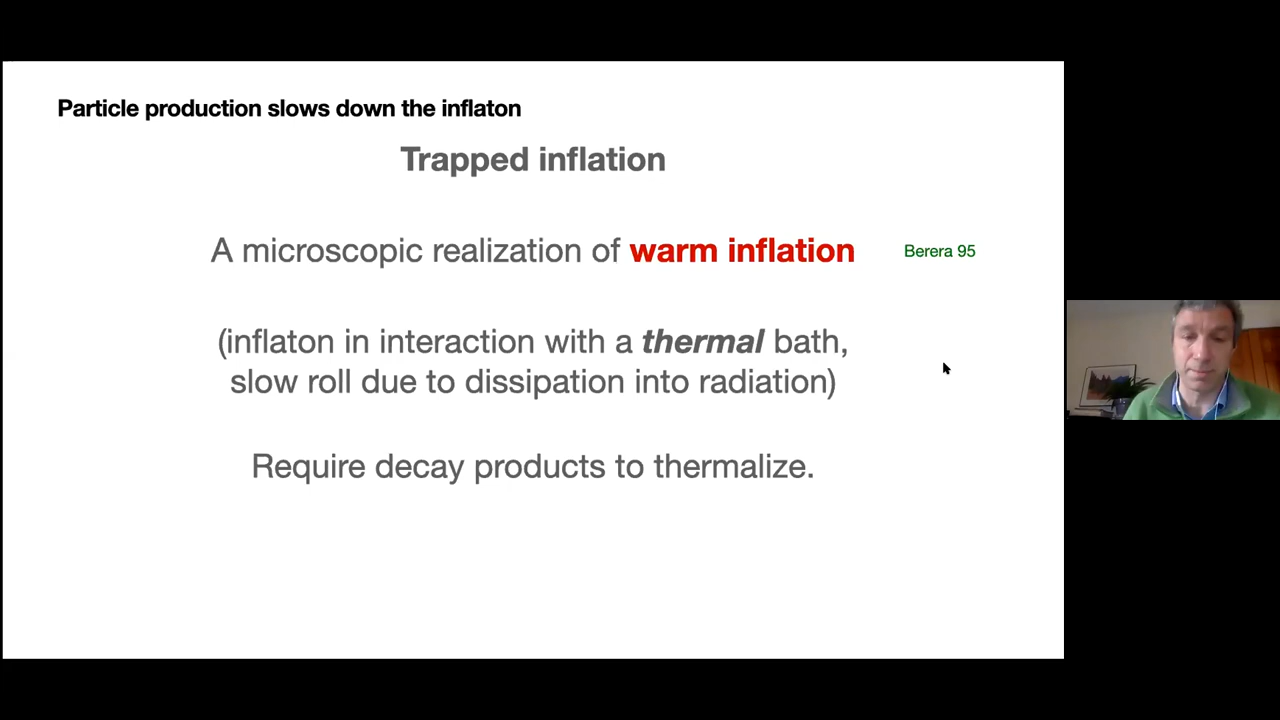 Particle production slows down the inflaton
Trapped inflation
A microscopic realization of warm inflation
Berera 95
(inflaton in interaction with a thermal bath,
slow roll due to dissipation into radiation)
Require decay products to thermalize.